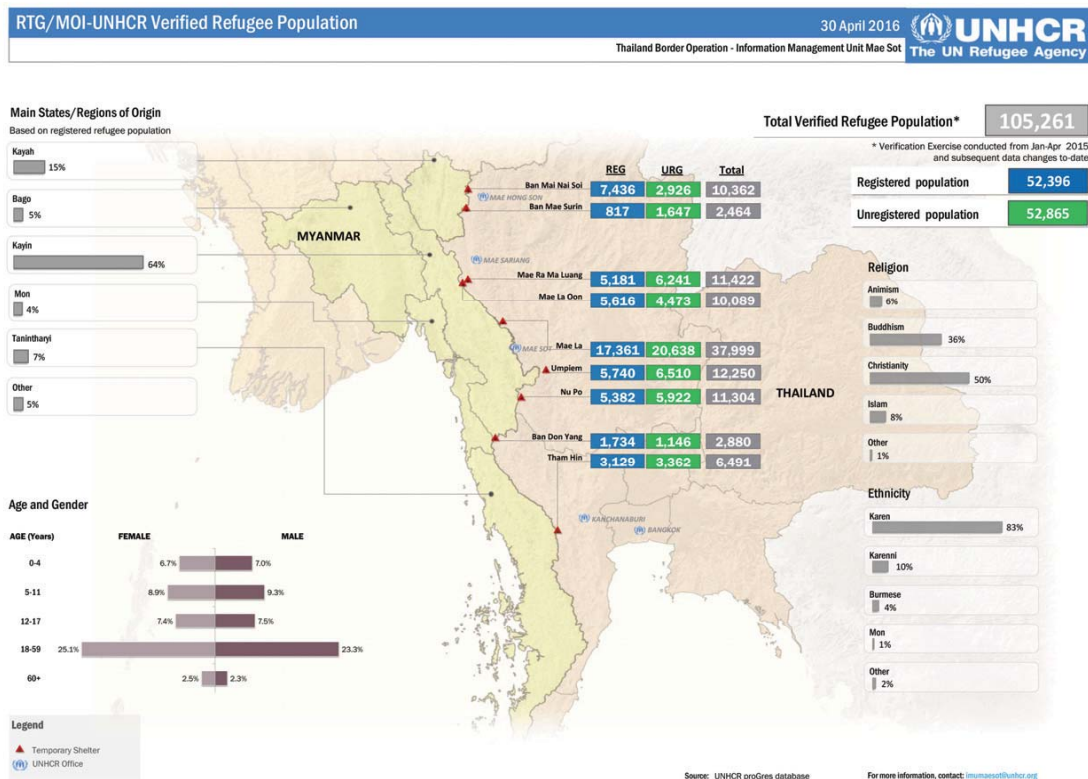 RTG/MOI-UNHCR Verified Refugee Population
30 April 2016
UNHCR
The UN Refugee Agency
Thailand Border Operation - Information Management Unit Mae Sot
Main States/Regions of Origin
Based on registered refugee population
Kayah
15%
Bago
5%
Kayin
64%
Mon
4%
Tanintharyi
7%
Other
5%
Total Verified Refugee Population* 105,261
* Verification Exercise conducted from Jan-Apr 2015
and subsequent data changes to-date
Registered population 52,396
Unregistered population 52,865
REG URG Total
Ban Mai Nai Soi 7,436 2,926 10,362
Ban Mae Surin 817 1,647 2,464
Mae Ra Ma Luang 5,181 6,241 11,422
Mae La Oon 5,616 4,473 10,089
Mae La 17,361 20,638 37,999
Umpiem 5,740 6,510 12,250
Nu Po 5,382 5,922 11,304
Ban Don Yang 1,734 1,146 2,880
Tham Hin 3,129 3,362 6,491
MAE HONG SON
MYANMAR
MAE SARIANG
MAE SOT
THAILAND
KANCHANABURI
BANGKOK
Religion
Animism
6%
Buddhism
36%
Christianity
50%
Islam
8%
Other
1%
Ethnicity
Karen
83%
Karenni
10%
Burmese
4%
Mon
1%
Other
2%
Age and Gender
AGE (Years) FEMALE MALE
0-4 6.7% 7.0%
5-11 8.9% 9.3%
12-17 7.4% 7.5%
18-59 25.1% 23.3%
60+ 2.5% 2.3%
Legend
Temporary Shelter
UNHCR Office
Source: UNHCR proGres database
For more information, contact: imumaesot@unhcr.org